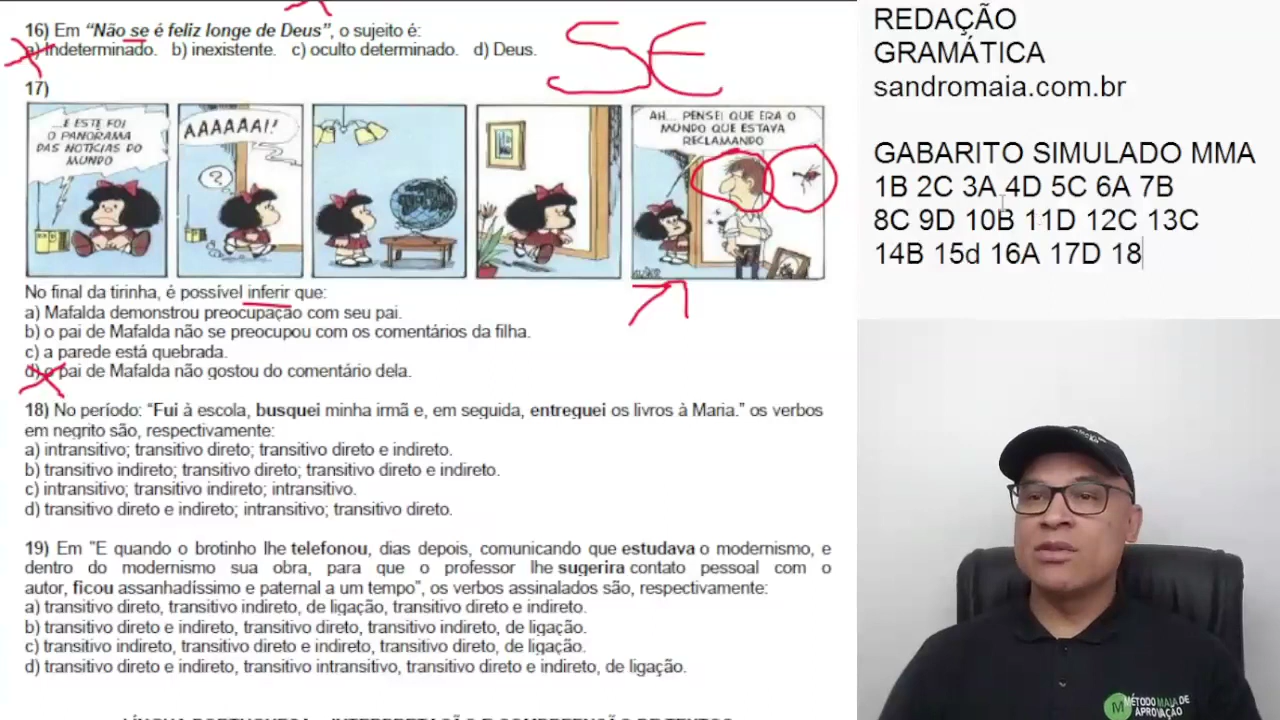 16) Em “Não se é feliz longe de Deus”, o sujeito é:
a) Indeterminado. b) inexistente. c) oculto determinado. d) Deus.
SE
17)
...E ESTE FOI
O PANORAMA
DAS NOTÍCIAS DO
MUNDO
AAAAAAI!
?
AH... PENSEI QUE ERA O
MUNDO QUE ESTAVA
RECLAMANDO
No final da tirinha, é possível inferir que:
a) Mafalda demonstrou preocupação com seu pai.
b) o pai de Mafalda não se preocupou com os comentários da filha.
c) a parede está quebrada.
d) o pai de Mafalda não gostou do comentário dela.
18) No período: “Fui à escola, busquei minha irmã e, em seguida, entreguei os livros à Maria.” os verbos
em negrito são, respectivamente:
a) intransitivo; transitivo direto; transitivo direto e indireto.
b) transitivo indireto; transitivo direto; transitivo direto e indireto.
c) intransitivo; transitivo indireto; intransitivo.
d) transitivo direto e indireto; intransitivo; transitivo direto.
19) Em "E quando o brotinho lhe telefonou, dias depois, comunicando que estudava o modernismo, e
dentro do modernismo sua obra, para que o professor lhe sugerira contato pessoal com o
autor, ficou assanhadíssimo e paternal a um tempo”, os verbos assinalados são, respectivamente:
a) transitivo direto, transitivo indireto, de ligação, transitivo direto e indireto.
b) transitivo direto e indireto, transitivo direto, transitivo indireto, de ligação.
c) transitivo indireto, transitivo direto e indireto, transitivo direto, de ligação.
d) transitivo direto e indireto, transitivo intransitivo, transitivo direto e indireto, de ligação.
LÍNGUA PORTUGUESA – INTERPRETAÇÃO E COMPREENSÃO DE TEXTOS
REDAÇÃO
GRAMÁTICA
sandromaia.com.br
GABARITO SIMULADO MMA
1B 2C 3A 4D 5C 6A 7B
8C 9D 10B 11D 12C 13C
14B 15d 16A 17D 18
MÉTODO MAIA DE
APROVAÇÃO